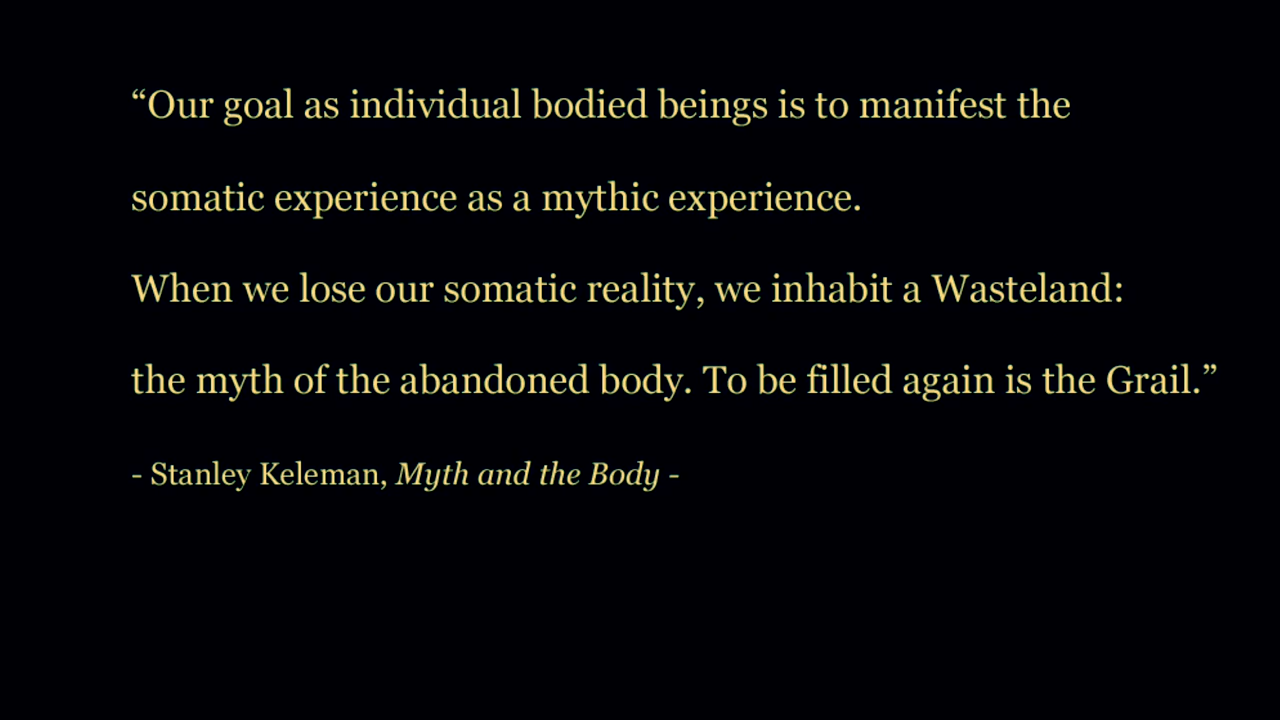 “Our goal as individual bodied beings is to manifest the
somatic experience as a mythic experience.
When we lose our somatic reality, we inhabit a Wasteland:
the myth of the abandoned body. To be filled again is the Grail.”
- Stanley Keleman, Myth and the Body -